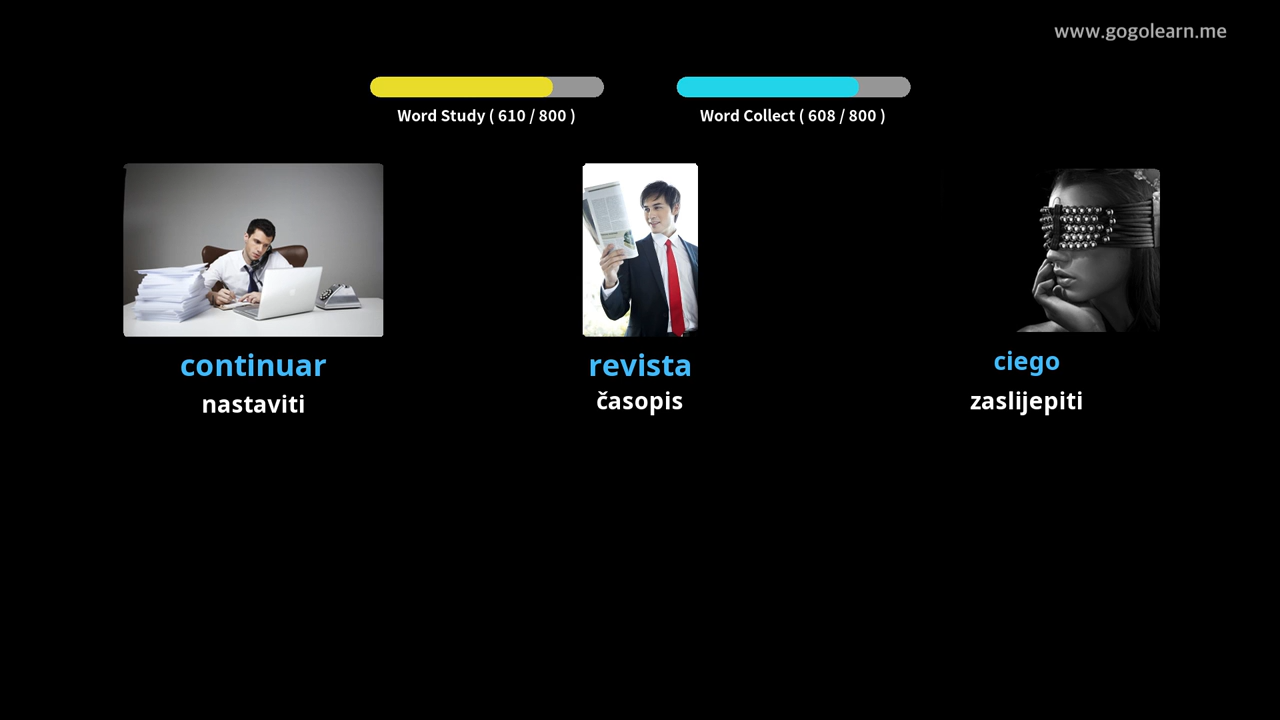 www.gogolearn.me
Word Study ( 610 / 800 )
Word Collect ( 608 / 800 )
continuar
nastaviti
revista
časopis
ciego
zaslijepiti